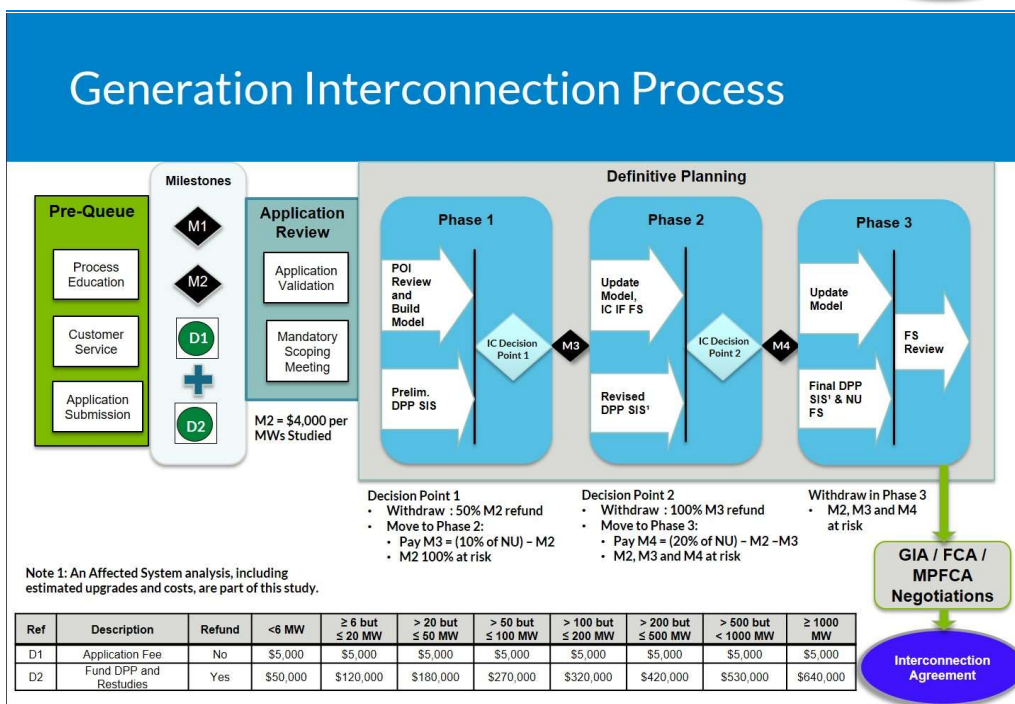 Generation Interconnection Process
Milestones
M1
M2
D1
D2
Pre-Queue
Process
Education
Customer
Service
Application
Submission
Application
Review
Application
Validation
Mandatory
Scoping
Meeting
M2 = $4,000 per
MWs Studied
Definitive Planning
Phase 1
POI
Review
and
Build
Model
Prelim.
DPP SIS
IC Decision
Point 1
M3
Phase 2
Update
Model,
IC IF FS
Revised
DPP SIS¹
IC Decision
Point 2
M4
Phase 3
Update
Model
Final DPP
SIS¹ & NU
FS
FS
Review
Decision Point 1
• Withdraw : 50% M2 refund
• Move to Phase 2:
• Pay M3 = (10% of NU) – M2
• M2 100% at risk
Decision Point 2
• Withdraw : 100% M3 refund
• Move to Phase 3:
• Pay M4 = (20% of NU) – M2 –M3
• M2, M3 and M4 at risk
Withdraw in Phase 3
• M2, M3 and M4
at risk
GIA / FCA /
MPFCA
Negotiations
Interconnection
Agreement
Note 1: An Affected System analysis, including
estimated upgrades and costs, are part of this study.
Ref Description Refund <6 MW ≥ 6 but ≤ 20 MW > 20 but ≤ 50 MW > 50 but ≤ 100 MW > 100 but ≤ 200 MW > 200 but ≤ 500 MW > 500 but < 1000 MW ≥ 1000 MW
D1 Application Fee No $5,000 $5,000 $5,000 $5,000 $5,000 $5,000 $5,000 $5,000
D2 Fund DPP and Restudies Yes $50,000 $120,000 $180,000 $270,000 $320,000 $420,000 $530,000 $640,000